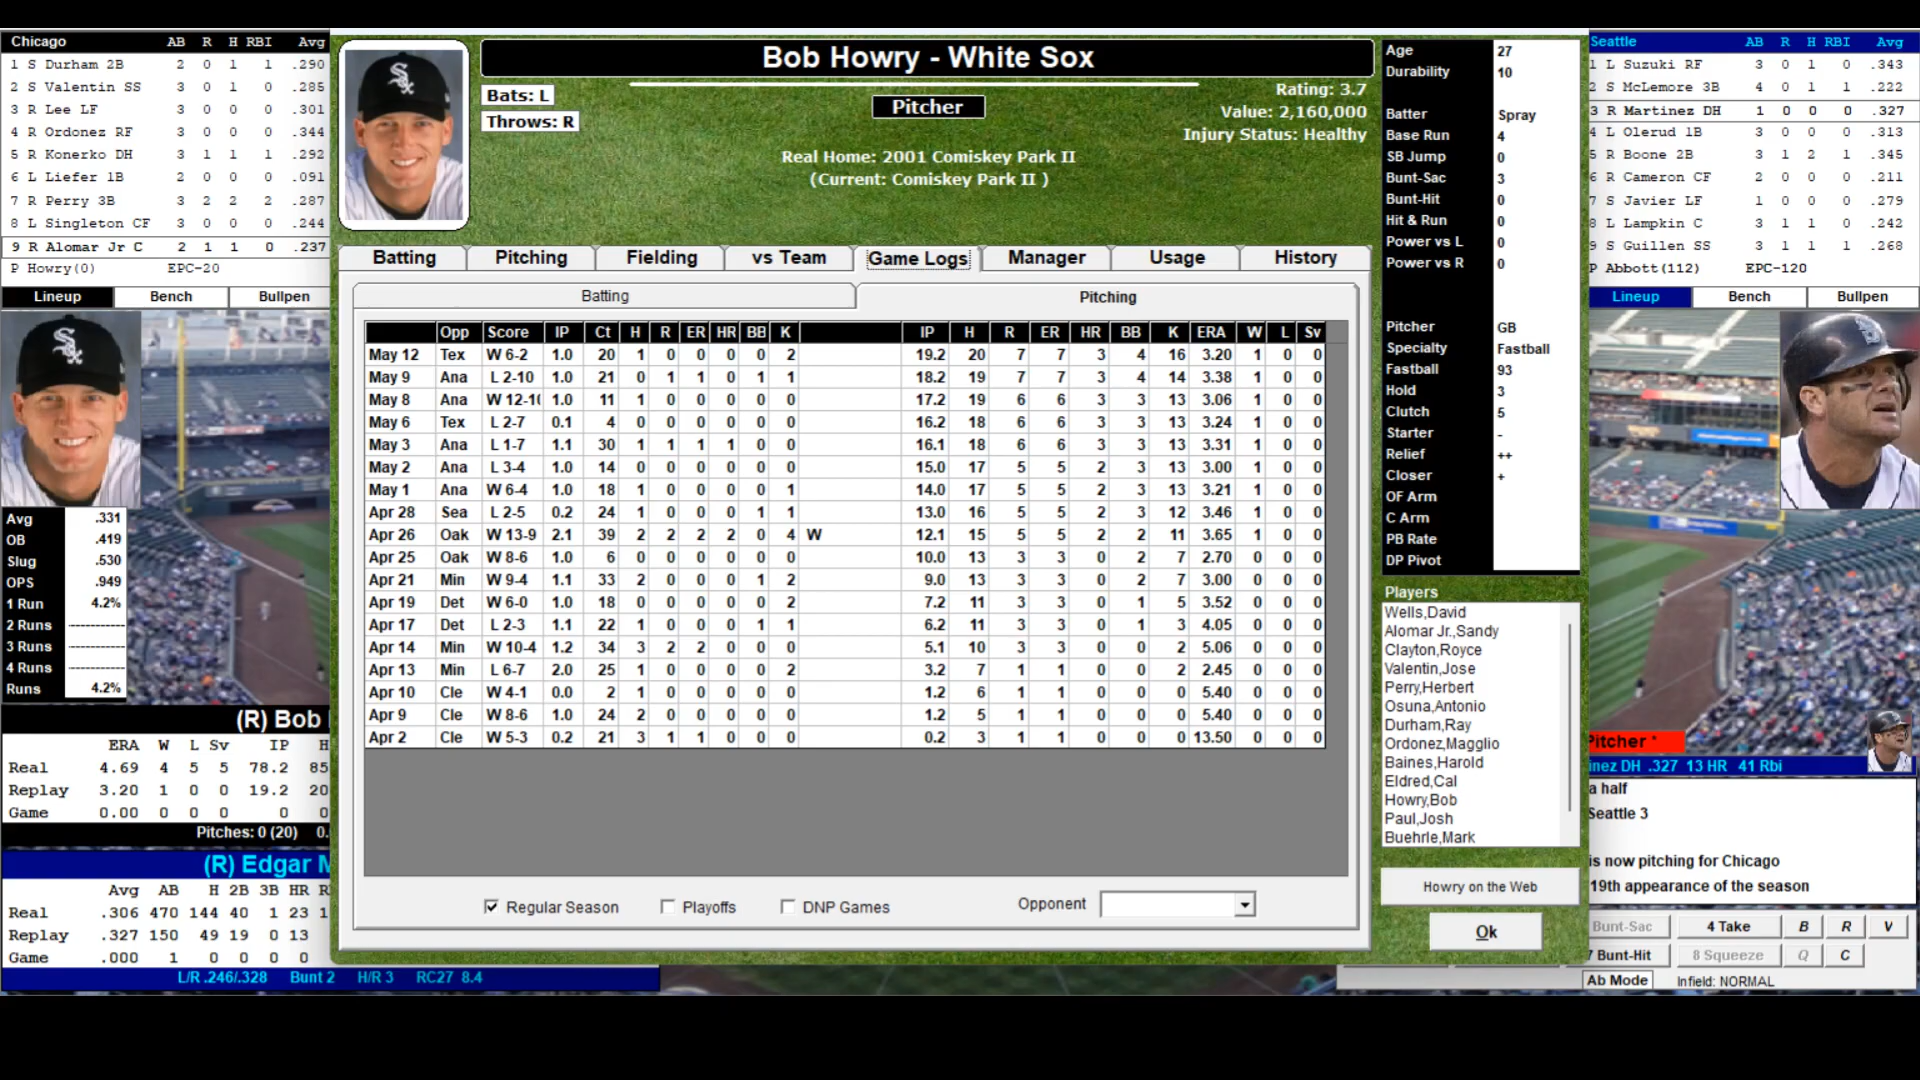 Chicago AB R H RBI Avg
1 S Durham 2B 2 0 1 1 .290
2 S Valentin SS 3 0 1 0 .285
3 R Lee LF 3 0 0 0 .301
4 R Ordonez RF 3 0 0 0 .344
5 R Konerko DH 3 1 1 1 .292
6 L Liefer 1B 2 0 0 0 .091
7 R Perry 3B 3 2 2 2 .287
8 L Singleton CF 3 0 0 0 .244
9 R Alomar Jr C 2 1 1 0 .237
P Howry(0) EPC-20
Lineup Bench Bullpen
Avg .331
OB .419
Slug .530
OPS .949
1 Run 4.2%
2 Runs
3 Runs
4 Runs
Runs 4.2%
(R) Bob
ERA W L Sv IP H
Real 4.69 4 5 5 78.2 85
Replay 3.20 1 0 0 19.2 20
Game 0.00 0 0 0 0 0
Pitches: 0 (20) 0.
(R) Edgar M
Avg AB H 2B 3B HR R
Real .306 470 144 40 1 23 1
Replay .327 150 49 19 0 13
Game .000 1 0 0 0 0
L/R .246/.328 Bunt 2 H/R 3 RC27 8.4
Bob Howry - White Sox
Bats: L
Throws: R
Pitcher
Rating: 3.7
Value: 2,160,000
Injury Status: Healthy
Real Home: 2001 Comiskey Park II
(Current: Comiskey Park II )
Batting Pitching Fielding vs Team Game Logs Manager Usage History
Batting Pitching
Opp Score IP Ct H R ER HR BB K IP H R ER HR BB K ERA W L Sv
May 12 Tex W 6-2 1.0 20 1 0 0 0 0 2 19.2 20 7 7 3 4 16 3.20 1 0 0
May 9 Ana L 2-10 1.0 21 0 1 1 0 1 1 18.2 19 7 7 3 4 14 3.38 1 0 0
May 8 Ana W 12-1( 1.0 11 1 0 0 0 0 0 17.2 19 6 6 3 3 13 3.06 1 0 0
May 6 Tex L 2-7 0.1 4 0 0 0 0 0 0 16.2 18 6 6 3 3 13 3.24 1 0 0
May 3 Ana L 1-7 1.1 30 1 1 1 1 0 0 16.1 18 6 6 3 3 13 3.31 1 0 0
May 2 Ana L 3-4 1.0 14 0 0 0 0 0 0 15.0 17 5 5 2 3 13 3.00 1 0 0
May 1 Ana W 6-4 1.0 18 1 0 0 0 0 1 14.0 17 5 5 2 3 13 3.21 1 0 0
Apr 28 Sea L 2-5 0.2 24 1 0 0 0 1 1 13.0 16 5 5 2 3 12 3.46 1 0 0
Apr 26 Oak W 13-9 2.1 39 2 2 2 2 0 4 W 12.1 15 5 5 2 2 11 3.65 1 0 0
Apr 25 Oak W 8-6 1.0 6 0 0 0 0 0 0 10.0 13 3 3 0 2 7 2.70 0 0 0
Apr 21 Min W 9-4 1.1 33 2 0 0 0 1 2 9.0 13 3 3 0 2 7 3.00 0 0 0
Apr 19 Det W 6-0 1.0 18 0 0 0 0 0 2 7.2 11 3 3 0 1 5 3.52 0 0 0
Apr 17 Det L 2-3 1.1 22 1 0 0 0 1 1 6.2 11 3 3 0 1 3 4.05 0 0 0
Apr 14 Min W 10-4 1.2 34 3 2 2 0 0 0 5.1 10 3 3 0 0 2 5.06 0 0 0
Apr 13 Min L 6-7 2.0 25 1 0 0 0 0 2 3.2 7 1 1 0 0 2 2.45 0 0 0
Apr 10 Cle W 4-1 0.0 2 1 0 0 0 0 0 1.2 6 1 1 0 0 0 5.40 0 0 0
Apr 9 Cle W 8-6 1.0 24 2 0 0 0 0 0 1.2 5 1 1 0 0 0 5.40 0 0 0
Apr 2 Cle W 5-3 0.2 21 3 1 1 0 0 0 0.2 3 1 1 0 0 0 13.50 0 0 0
Regular Season Playoffs DNP Games Opponent
Age 27
Durability 10
Batter Spray
Base Run 4
SB Jump 0
Bunt-Sac 3
Bunt-Hit 0
Hit & Run 0
Power vs L 0
Power vs R 0
Pitcher GB
Specialty Fastball
Fastball 93
Hold 3
Clutch 5
Starter -
Relief ++
Closer +
OF Arm
C Arm
PB Rate
DP Pivot
Players
Wells,David
Alomar Jr.,Sandy
Clayton,Royce
Valentin,Jose
Perry,Herbert
Osuna,Antonio
Durham,Ray
Ordonez,Magglio
Baines,Harold
Eldred,Cal
Howry,Bob
Paul,Josh
Buehrle,Mark
Howry on the Web
Ok
Seattle AB R H RBI Avg
1 L Suzuki RF 3 0 1 0 .343
2 S McLemore 3B 4 0 1 1 .222
3 R Martinez DH 1 0 0 0 .327
4 L Olerud 1B 3 0 0 0 .313
5 R Boone 2B 3 1 2 1 .345
6 R Cameron CF 2 0 0 0 .211
7 S Javier LF 1 0 0 0 .279
8 L Lampkin C 3 1 1 0 .242
9 S Guillen SS 3 1 1 1 .268
P Abbott(112) EPC-120
Lineup Bench Bullpen
Pitcher *
inez DH .327 13 HR 41 Rbi
a half
Seattle 3
is now pitching for Chicago
19th appearance of the season
Bunt-Sac 4 Take B R V
7 Bunt-Hit 8 Squeeze Q C
Ab Mode Infield: NORMAL